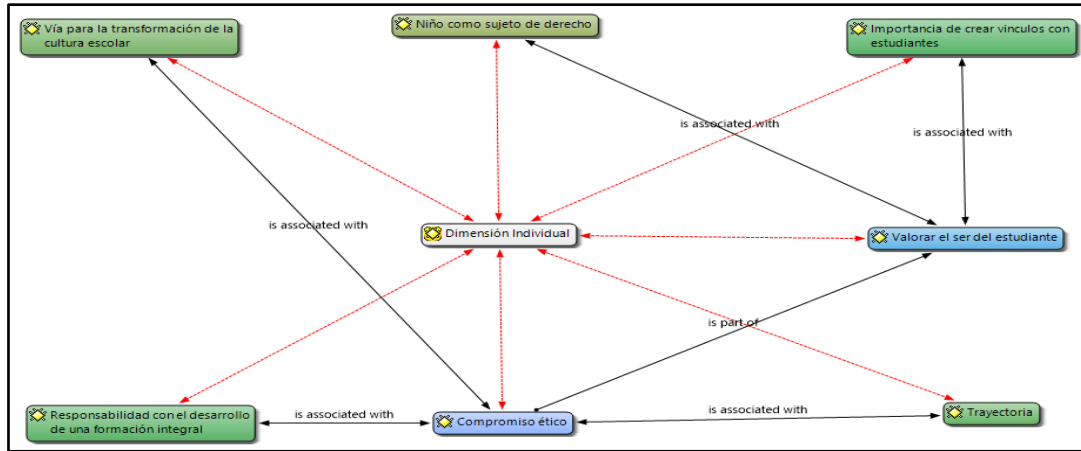 Vía para la transformación de la
cultura escolar
Niño como sujeto de derecho
Importancia de crear vinculos con
estudiantes
is associated with
is associated with
is associated with
Dimensión Individual
Valorar el ser del estudiante
is part of
Responsabilidad con el desarrollo
de una formación integral
is associated with
Compromiso ético
is associated with
Trayectoria